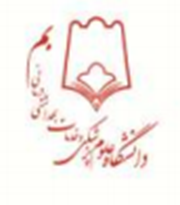 دانشگاه علوم پزشکی و خدمات بهداشتی درمانی
بم